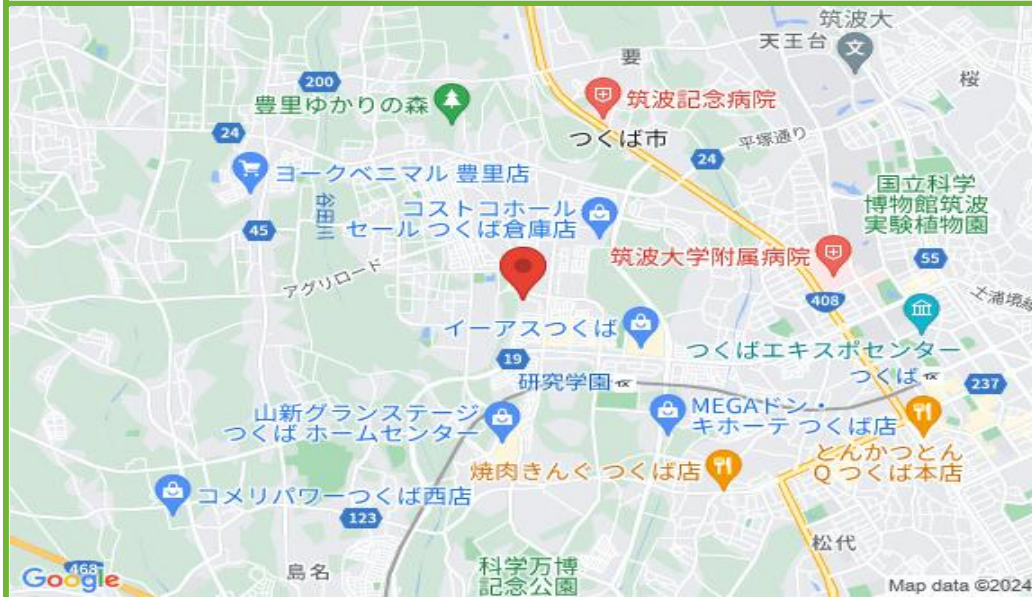 筑波大
天王台
要
桜
200
豊里ゆかりの森
筑波記念病院
つくば市
平塚通り
24
24
ヨークベニマル 豊里店
国立科学
博物館筑波
実験植物園
谷田川
コストコホール
セール つくば倉庫店
45
筑波大学附属病院
55
アグリロード
408
イーアスつくば
つくばエキスポセンター
19
研究学園
つくば
237
山新グランステージ
つくば ホームセンター
MEGAドン・
キホーテ つくば店
とんかつとん
Q つくば本店
焼肉きんぐ つくば店
コメリパワーつくば西店
123
松代
468
島名
科学万博
記念公園
Google
Map data ©2024